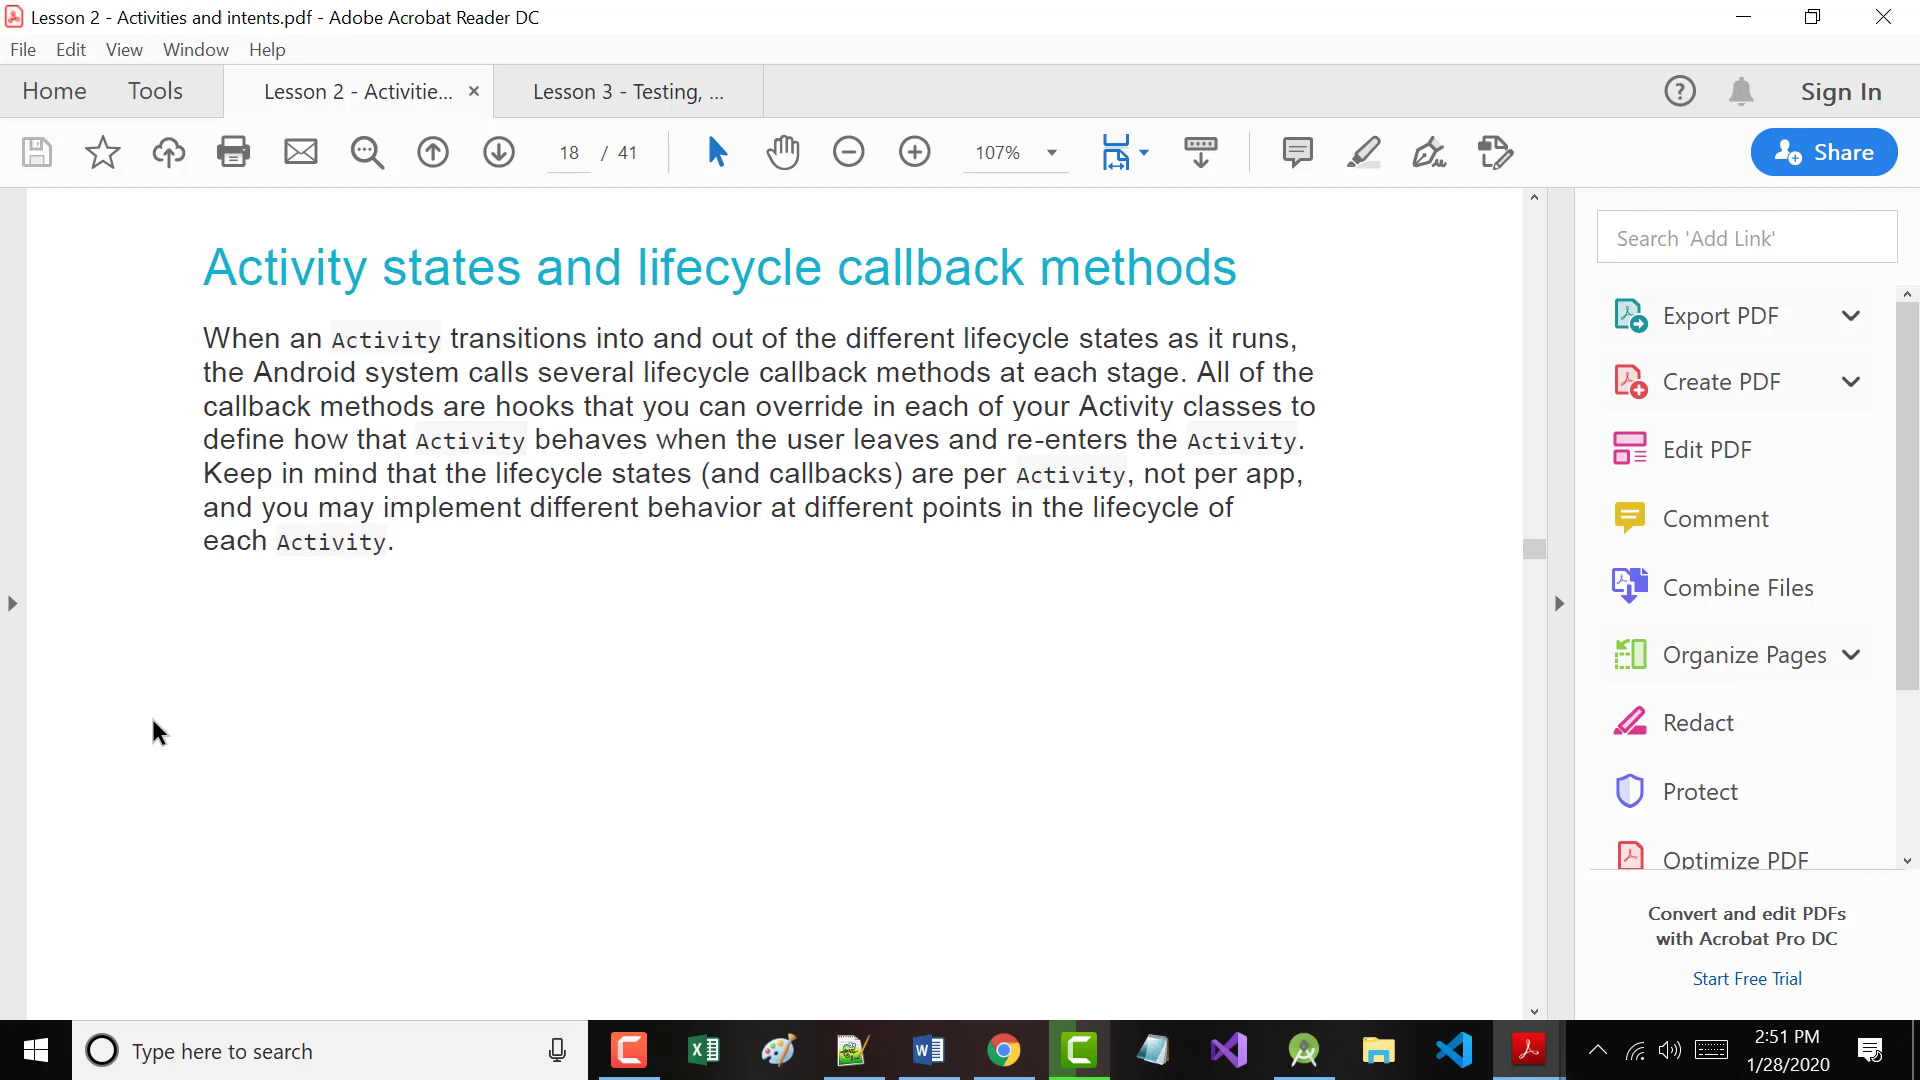 Lesson 2 - Activities and intents.pdf - Adobe Acrobat Reader DC
File Edit View Window Help
Home Tools Lesson 2 - Activitie... × Lesson 3 - Testing, ... ? Sign In
18 / 41 107% Share
Activity states and lifecycle callback methods
When an Activity transitions into and out of the different lifecycle states as it runs,
the Android system calls several lifecycle callback methods at each stage. All of the
callback methods are hooks that you can override in each of your Activity classes to
define how that Activity behaves when the user leaves and re-enters the Activity.
Keep in mind that the lifecycle states (and callbacks) are per Activity, not per app,
and you may implement different behavior at different points in the lifecycle of
each Activity.
Search 'Add Link'
Export PDF
Create PDF
Edit PDF
Comment
Combine Files
Organize Pages
Redact
Protect
Optimize PDF
Convert and edit PDFs
with Acrobat Pro DC
Start Free Trial
Type here to search
2:51 PM
1/28/2020